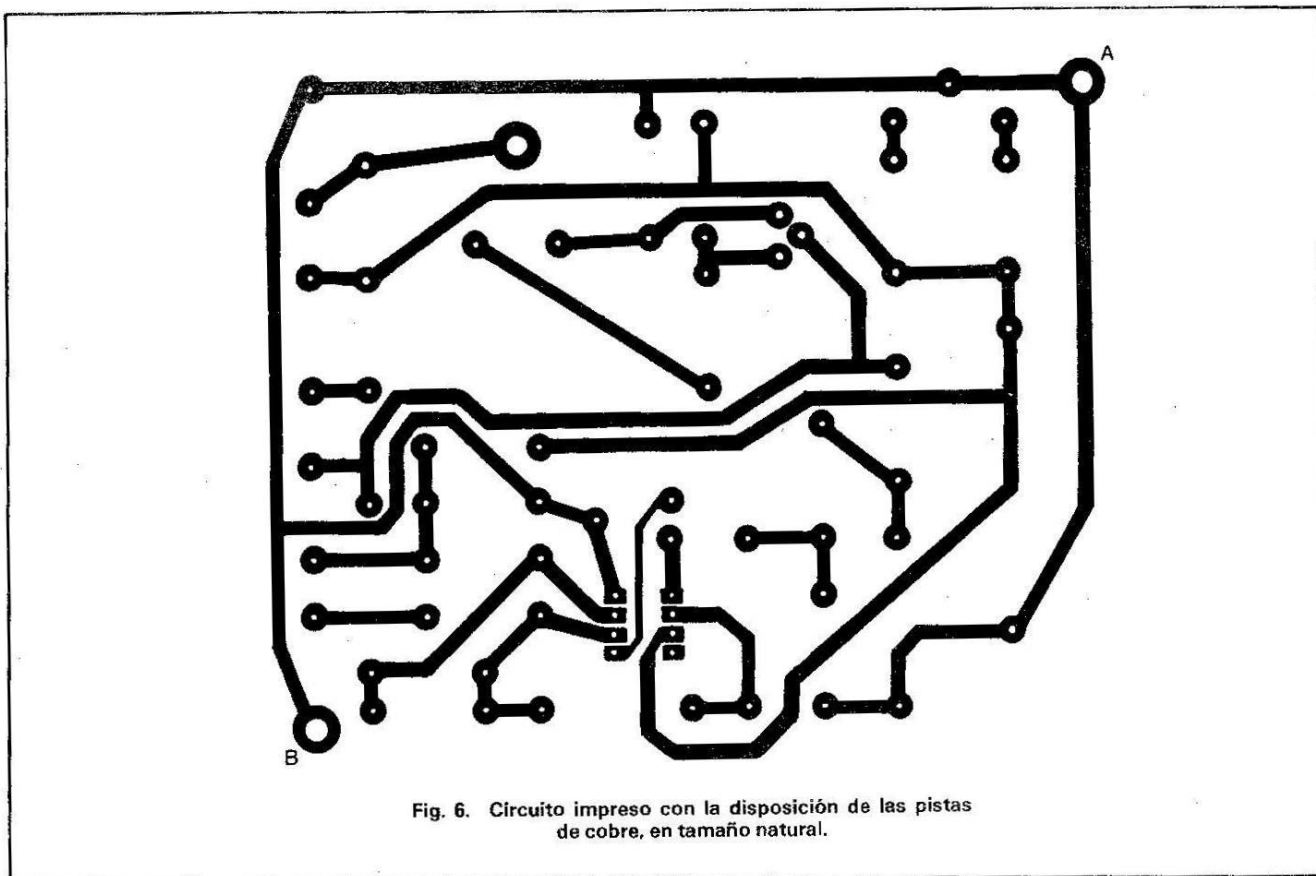 A
B
Fig. 6. Circuito impreso con la disposición de las pistas
de cobre, en tamaño natural.